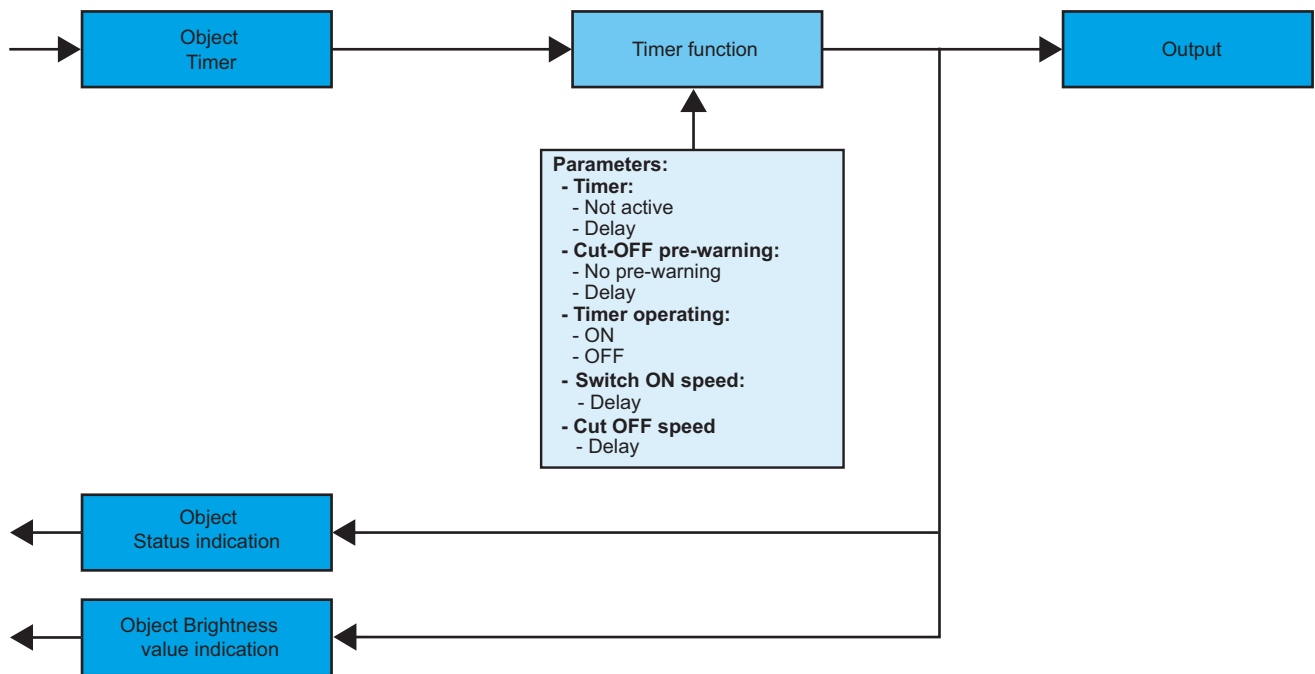 Object
Timer
Timer function
Output
Parameters:
- Timer:
- Not active
- Delay
- Cut-OFF pre-warning:
- No pre-warning
- Delay
- Timer operating:
- ON
- OFF
- Switch ON speed:
- Delay
- Cut OFF speed
- Delay
Object
Status indication
Object Brightness
value indication